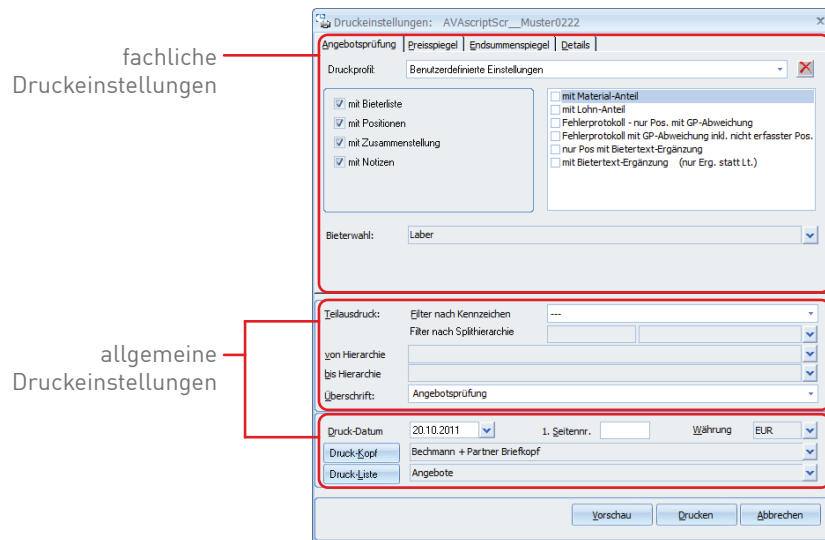 Druckeinstellungen: AVAscriptScr__Muster0222 x
Angebotsprüfung Preisspiegel Endsummenspiegel Details
fachliche
Druckeinstellungen
Druckprofil: Benutzerdefinierte Einstellungen
mit Bieterliste
mit Positionen
mit Zusammenstellung
mit Notizen
mit Material-Anteil
mit Lohn-Anteil
Fehlerprotokoll - nur Pos. mit GP-Abweichung
Fehlerprotokoll mit GP-Abweichung inkl. nicht erfasster Pos.
nur Pos mit Bietertext-Ergänzung
mit Bietertext-Ergänzung (nur Erg. statt Lt.)
Bieterwahl: Laber
allgemeine
Druckeinstellungen
Teilausdruck: Filter nach Kennzeichen ---
Filter nach Splithierarchie
von Hierarchie
bis Hierarchie
Überschrift: Angebotsprüfung
Druck-Datum 20.10.2011 1. Seitennr. Währung EUR
Druck-Kopf Bechmann + Partner Briefkopf
Druck-Liste Angebote
Vorschau Drucken Abbrechen